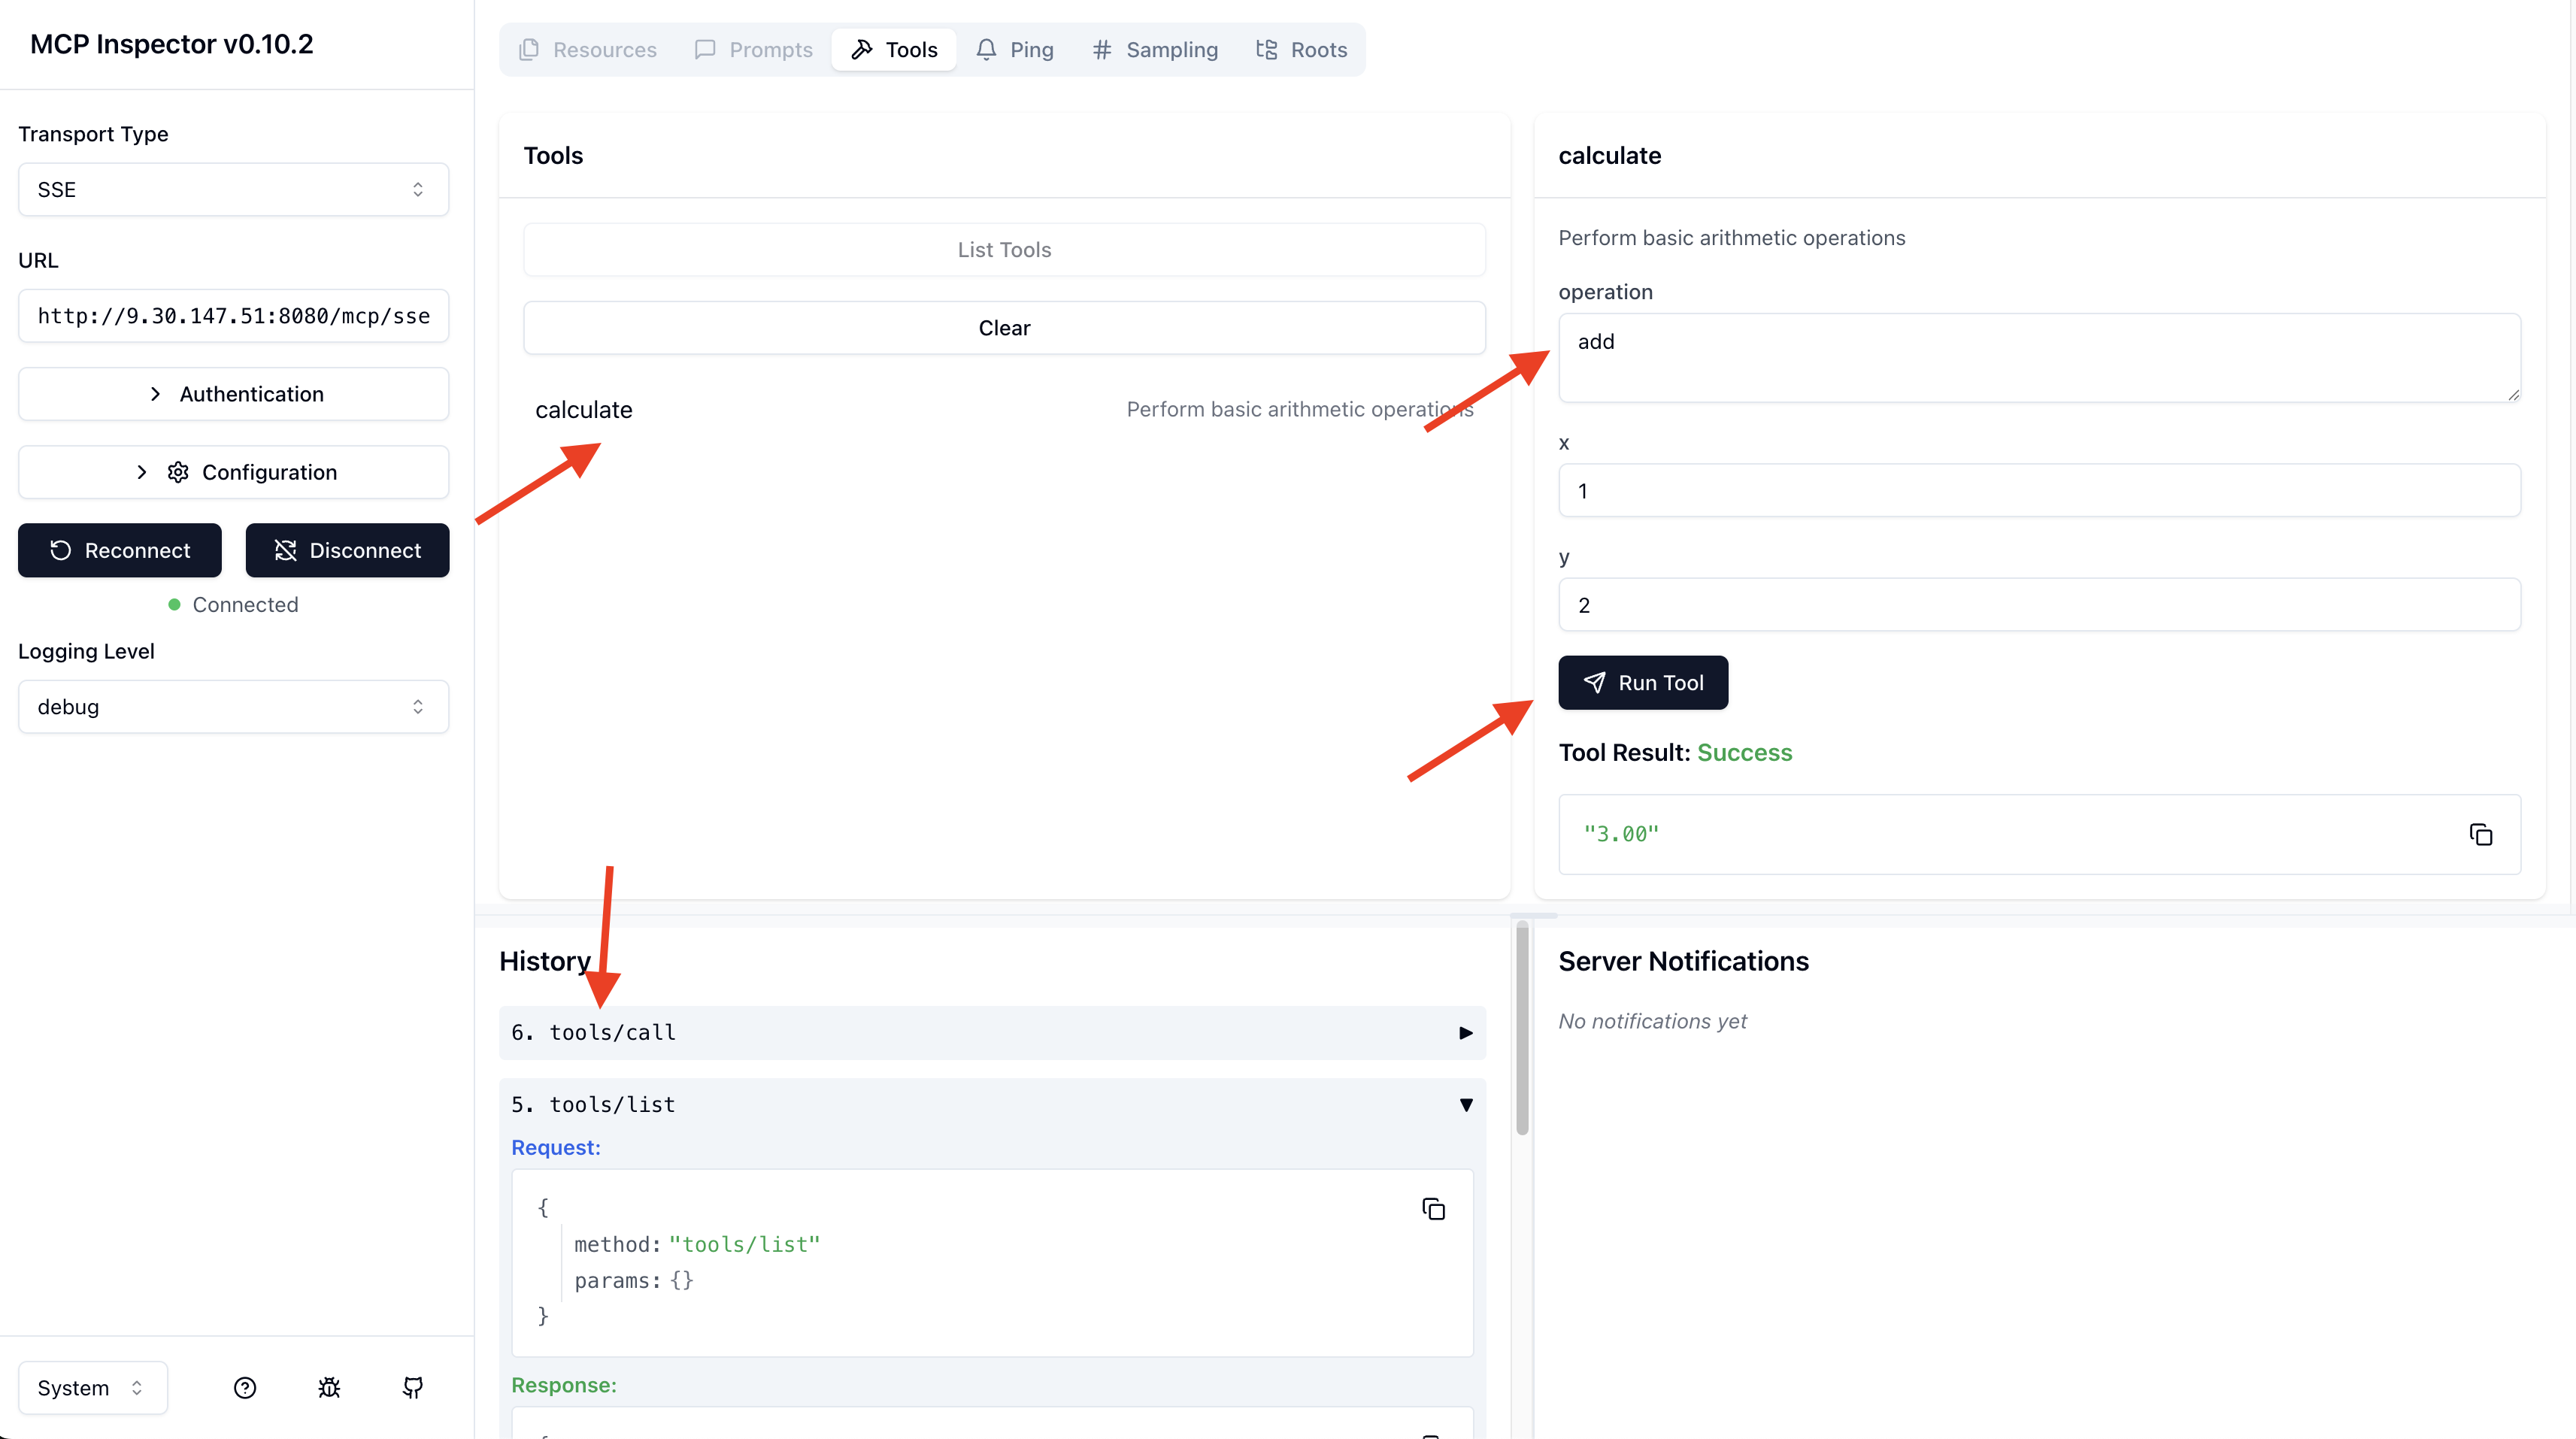 MCP Inspector v0.10.2
Transport Type
SSE
URL
http://9.30.147.51:8080/mcp/sse
Authentication
Configuration
Reconnect
Disconnect
Connected
Logging Level
debug
System
Resources
Prompts
Tools
Ping
Sampling
Roots
Tools
List Tools
Clear
calculate
Perform basic arithmetic operations
calculate
Perform basic arithmetic operations
operation
add
x
1
y
2
Run Tool
Tool Result: Success
"3.00"
History
6. tools/call
5. tools/list
Request:
{
method: "tools/list"
params: {}
}
Response:
Server Notifications
No notifications yet